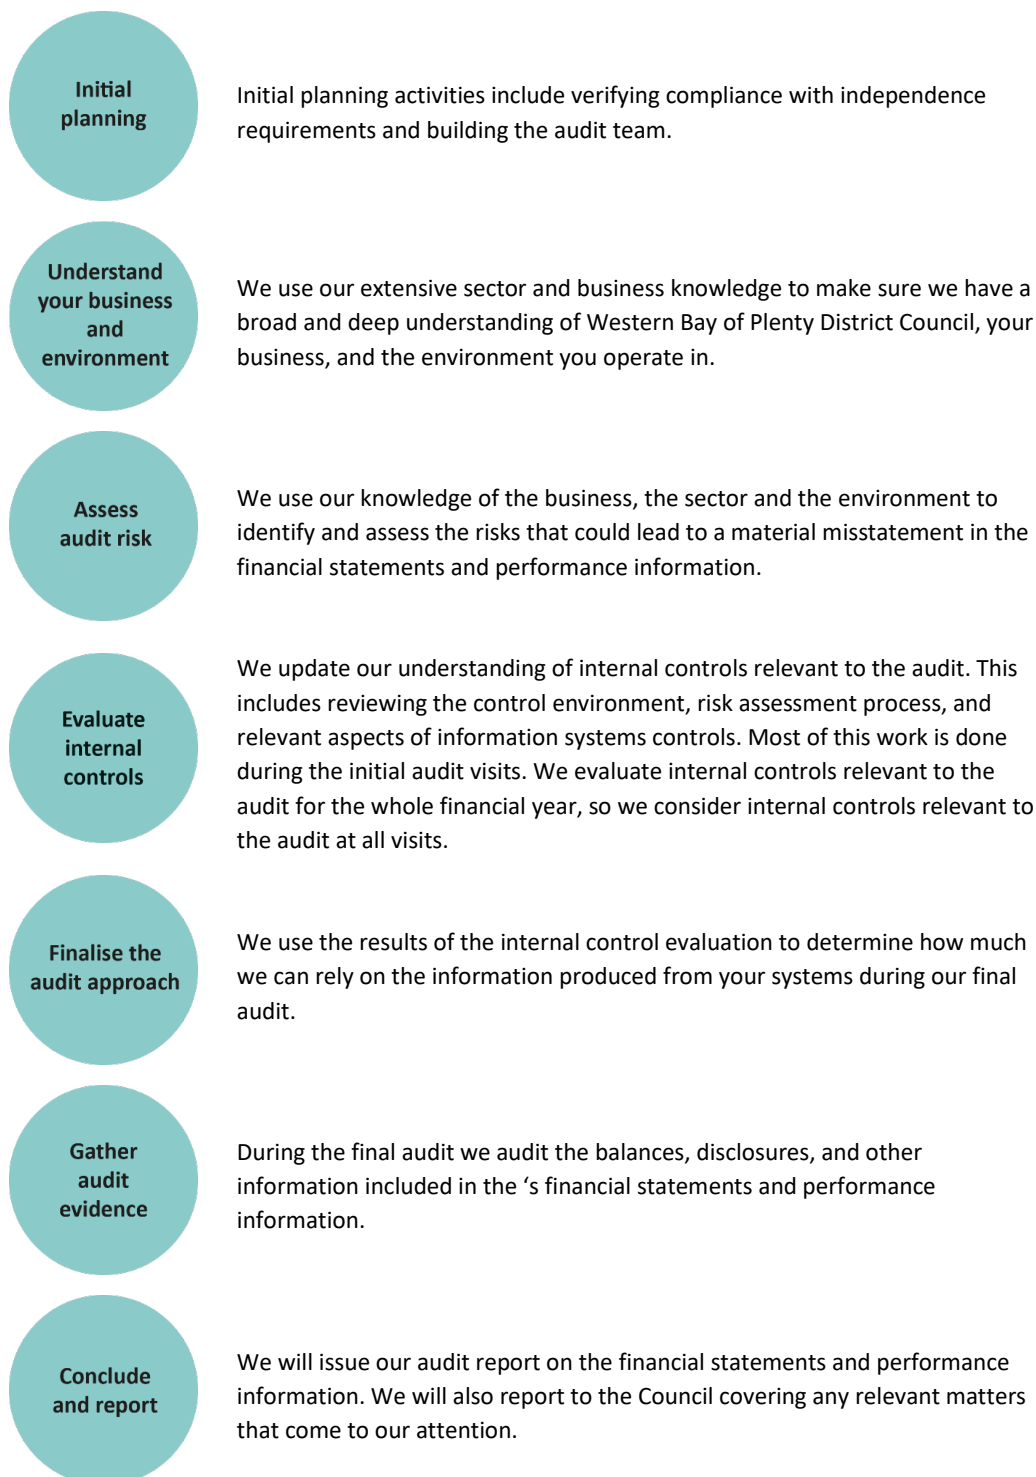 Initial
planning
Initial planning activities include verifying compliance with independence
requirements and building the audit team.
Understand
your business
and
environment
We use our extensive sector and business knowledge to make sure we have a
broad and deep understanding of Western Bay of Plenty District Council, your
business, and the environment you operate in.
Assess
audit risk
We use our knowledge of the business, the sector and the environment to
identify and assess the risks that could lead to a material misstatement in the
financial statements and performance information.
Evaluate
internal
controls
We update our understanding of internal controls relevant to the audit. This
includes reviewing the control environment, risk assessment process, and
relevant aspects of information systems controls. Most of this work is done
during the initial audit visits. We evaluate internal controls relevant to the
audit for the whole financial year, so we consider internal controls relevant to
the audit at all visits.
Finalise the
audit approach
We use the results of the internal control evaluation to determine how much
we can rely on the information produced from your systems during our final
audit.
Gather
audit
evidence
During the final audit we audit the balances, disclosures, and other
information included in the ‘s financial statements and performance
information.
Conclude
and report
We will issue our audit report on the financial statements and performance
information. We will also report to the Council covering any relevant matters
that come to our attention.